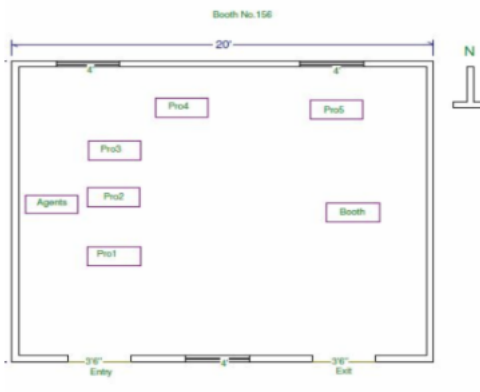 Booth No.156
20'
N
4'
4'
Pro4
Pro5
Pro3
Pro2
Agents
Booth
Pro1
3'6"
4'
3'6"
Entry
Exit